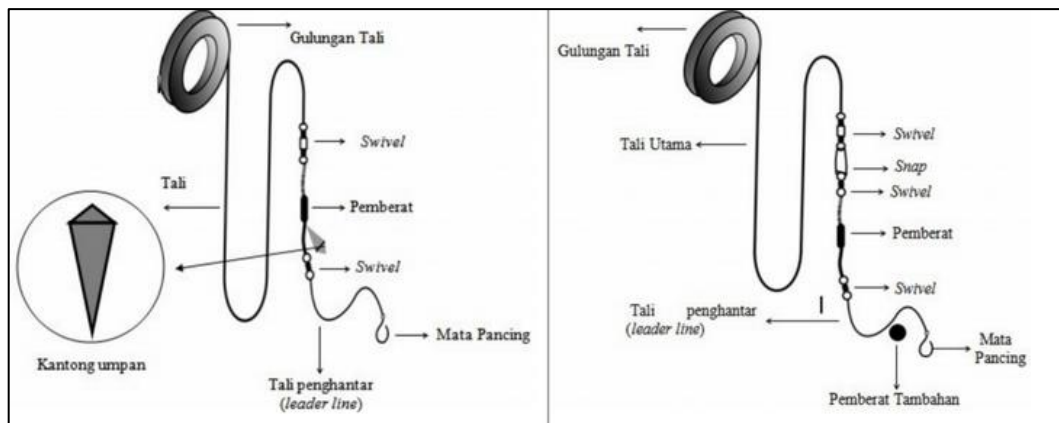 Gulungan Tali
Swivel
Tali
Pemberat
Swivel
Mata Pancing
Kantong umpan
Tali penghantar
(leader line)
Gulungan Tali
Swivel
Tali Utama
Snap
Swivel
Pemberat
Swivel
Tali penghantar
(leader line)
Mata
Pancing
Pemberat Tambahan